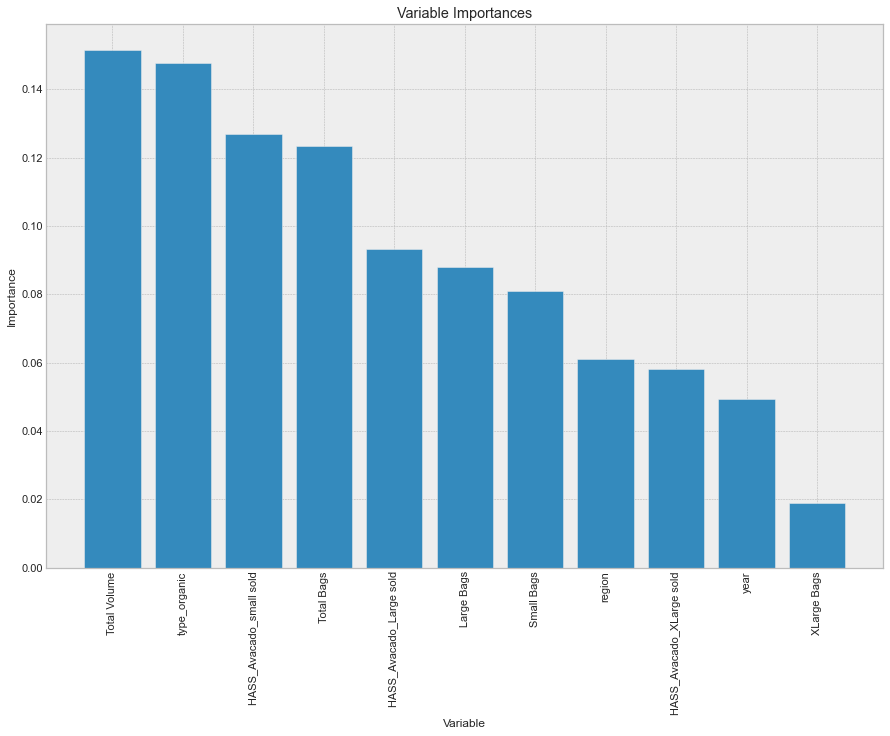 Variable Importances
Importance
0.14
0.12
0.10
0.08
0.06
0.04
0.02
0.00
Total Volume
type_organic
HASS_Avacado_small sold
Total Bags
HASS_Avacado_Large sold
Large Bags
Small Bags
region
HASS_Avacado_XLarge sold
year
XLarge Bags
Variable